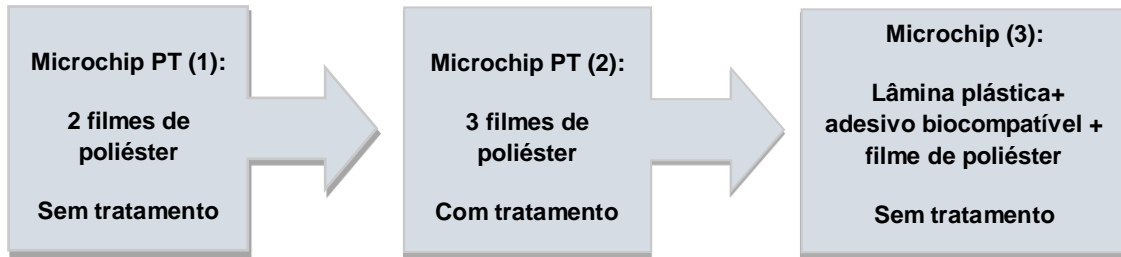 Microchip PT (1):
2 filmes de
poliéster
Sem tratamento
Microchip PT (2):
3 filmes de
poliéster
Com tratamento
Microchip (3):
Lâmina plástica+
adesivo biocompatível +
filme de poliéster
Sem tratamento